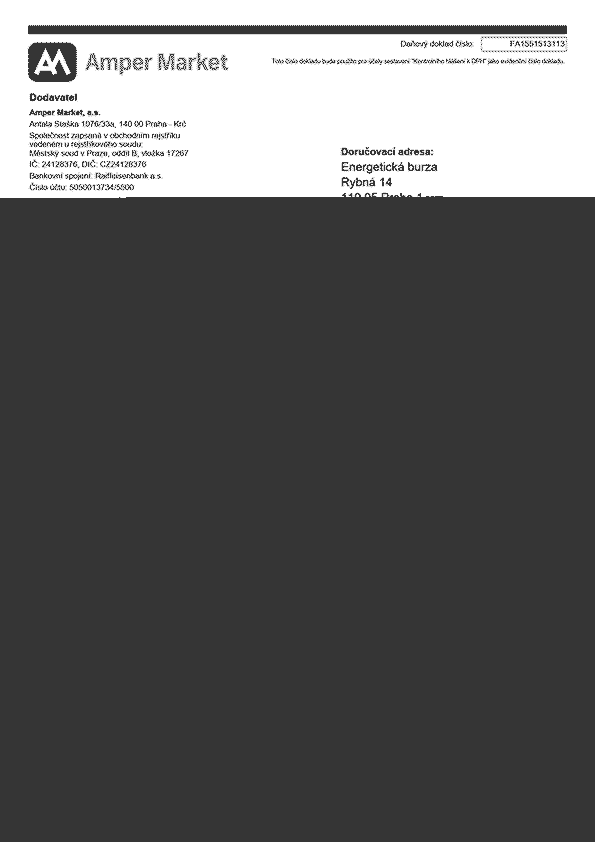 Daňový doklad číslo: FA1551513113
Amper Market
Toto číslo dokladu bude použito pro účely sestavení "Kontrolního hlášení k DPH" jako evidenční číslo dokladu.
Dodavatel
Amper Market, a.s.
Antala Staška 1076/33a, 140 00 Praha - Krč
Společnost zapsaná v obchodním rejstříku
vedeném u rejstříkového soudu:
Městský soud v Praze, oddíl B, vložka 17267
IČ: 24128376, DIČ: CZ24128376
Bankovní spojení: Raiffeisenbank a.s.
Číslo účtu: 5050013734/5500
Doručovací adresa:
Energetická burza
Rybná 14